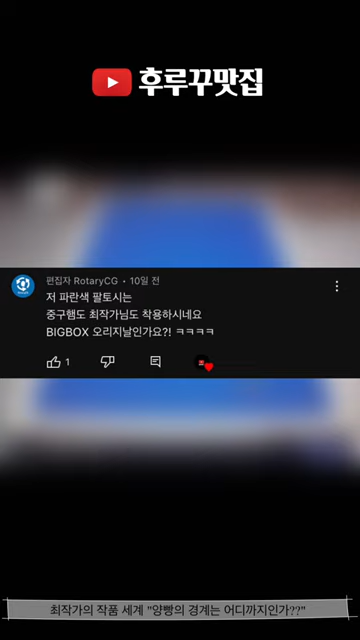 후루꾸맛집
편집자 RotaryCG • 10일 전
저 파란색 팔토시는
중구햄도 최작가님도 착용하시네요
BIGBOX 오리지날인가요?! ㅋㅋㅋㅋ
1
최작가의 작품 세계 "양빵의 경계는 어디까지인가??"